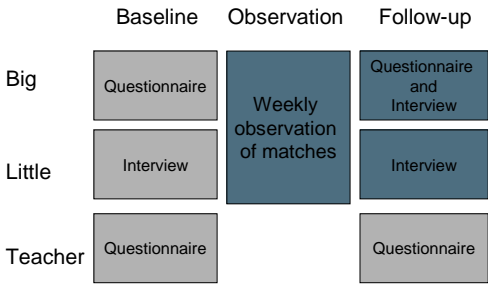 Baseline Observation Follow-up
Big
Questionnaire
Weekly
observation
of matches
Questionnaire
and
Interview
Little
Interview
Interview
Teacher
Questionnaire
Questionnaire